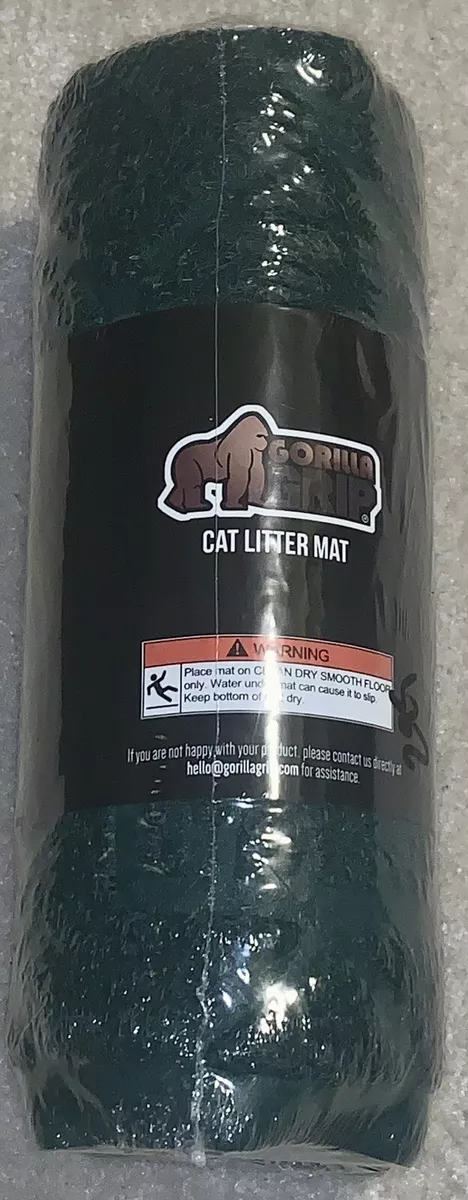 GORILLA
GRIP®
CAT LITTER MAT
WARNING
Place mat on CLEAN DRY SMOOTH FLOOR
only. Water under mat can cause it to slip.
Keep bottom of mat dry.
If you are not happy with your product, please contact us directly at
hello@gorillagrip.com for assistance.